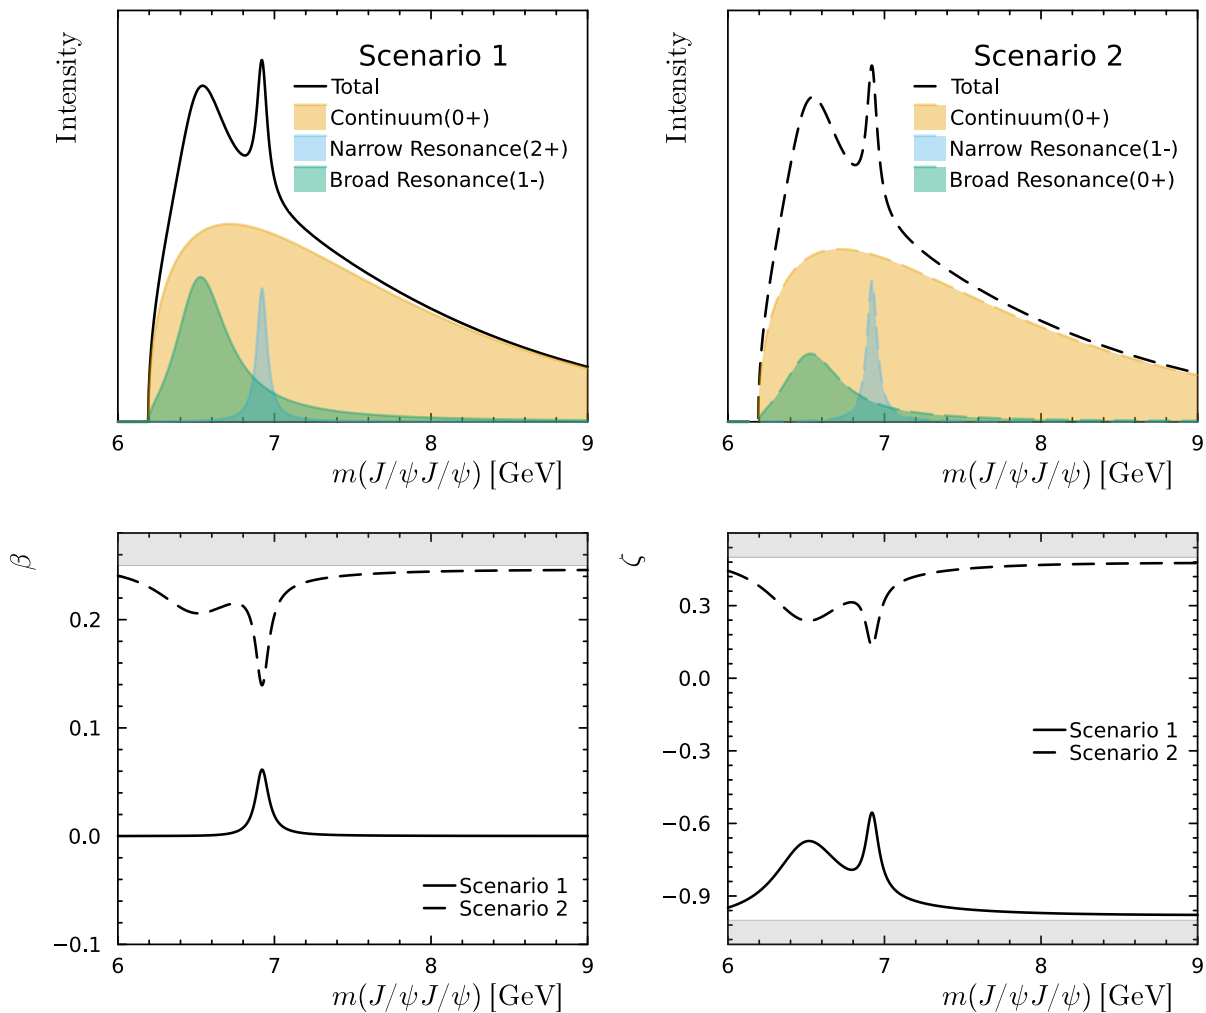 Intensity
Scenario 1
Total
Continuum(0+)
Narrow Resonance(2+)
Broad Resonance(1-)
6 7 8 9
m(J/ψJ/ψ) [GeV]
Intensity
Scenario 2
Total
Continuum(0+)
Narrow Resonance(1-)
Broad Resonance(0+)
6 7 8 9
m(J/ψJ/ψ) [GeV]
β
0.2
0.1
0.0
−0.1
Scenario 1
Scenario 2
6 7 8 9
m(J/ψJ/ψ) [GeV]
ζ
0.3
0.0
−0.3
−0.6
−0.9
Scenario 1
Scenario 2
6 7 8 9
m(J/ψJ/ψ) [GeV]